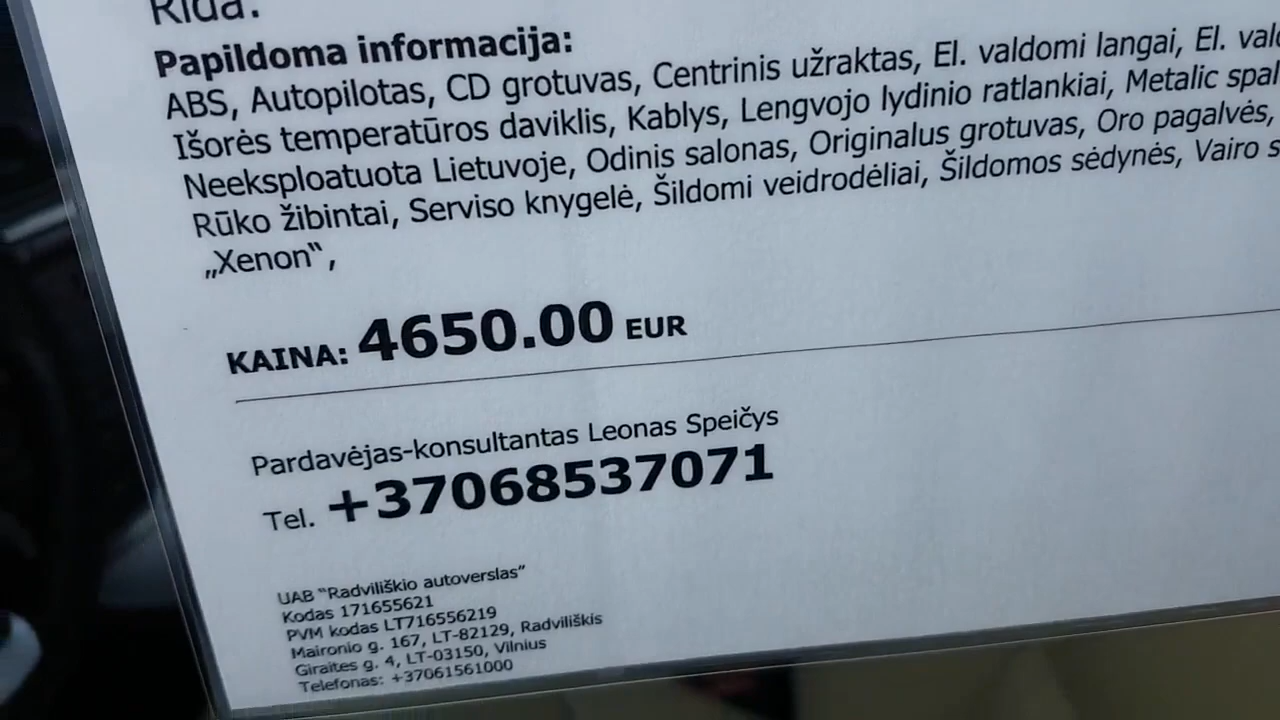 Rida:
Papildoma informacija:
ABS, Autopilotas, CD grotuvas, Centrinis užraktas, El. valdomi langai, El.
Išorės temperatūros daviklis, Kablys, Lengvojo lydinio ratlankiai, Metalic
Neeksploatuota Lietuvoje, Odinis salonas, Originalus grotuvas, Oro pagalvės,
Rūko žibintai, Serviso knygelė, Šildomi veidrodėliai, Šildomos sėdynės, Vairo
„Xenon“,
KAINA: 4650.00 EUR
Pardavėjas-konsultantas Leonas Speičys
Tel. +37068537071
UAB “Radviliškio autoverslas”
Kodas 171655621
PVM kodas LT716556219
Maironio g. 167, LT-82129, Radviliškis
Giraitės g. 4, LT-03150, Vilnius
Telefonas: +37061561000